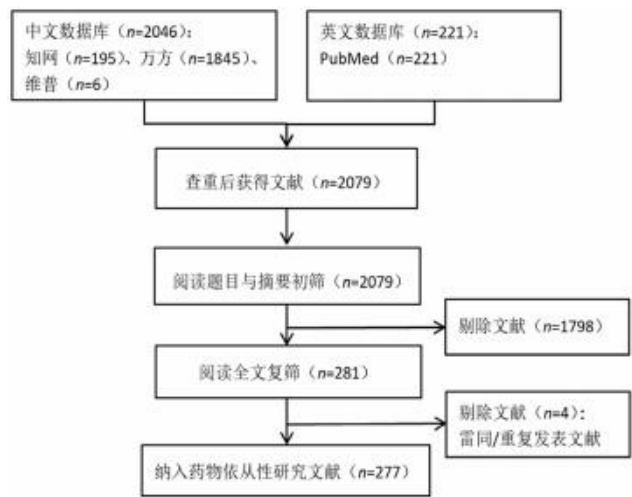 中文数据库（n=2046）：
知网（n=195）、万方（n=1845）、
维普（n=6）
英文数据库（n=221）：
PubMed（n=221）
查重后获得文献（n=2079）
阅读题目与摘要初筛（n=2079）
剔除文献（n=1798）
阅读全文复筛（n=281）
剔除文献（n=4）：
雷同/重复发表文献
纳入药物依从性研究文献（n=277）